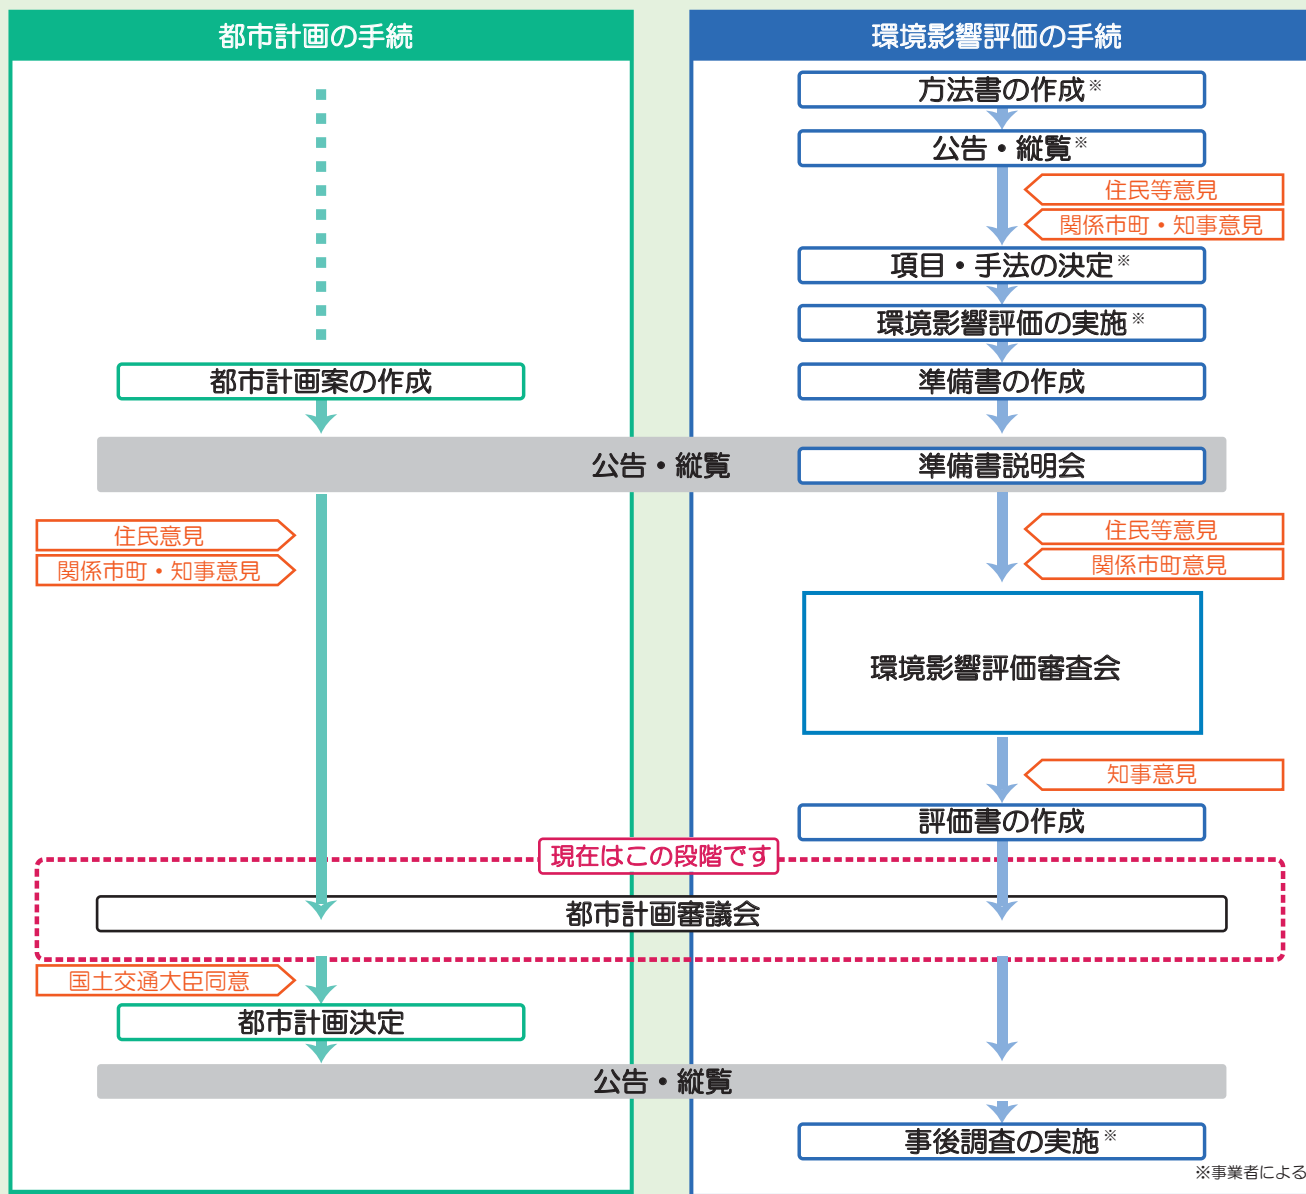 都市計画の手続
環境影響評価の手続
方法書の作成※
公告・縦覧※
住民等意見
関係市町・知事意見
項目・手法の決定※
環境影響評価の実施※
都市計画案の作成
準備書の作成
公告・縦覧
準備書説明会
住民意見
関係市町・知事意見
住民等意見
関係市町意見
環境影響評価審査会
知事意見
評価書の作成
現在はこの段階です
都市計画審議会
国土交通大臣同意
都市計画決定
公告・縦覧
事後調査の実施※
※事業者による